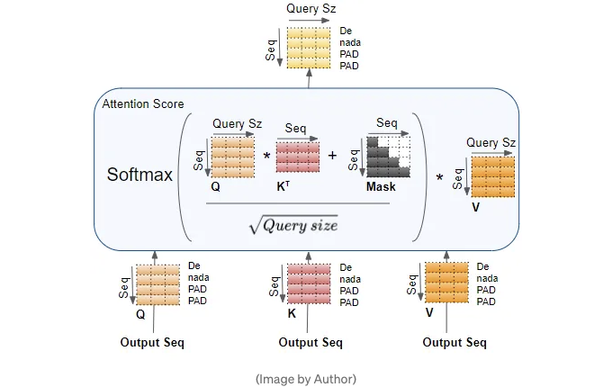 Query Sz
Seq
De
nada
PAD
PAD
Attention Score
Softmax
Query Sz
Seq
Q
*
Seq
Kᵀ
+
Seq
Seq
Mask
*
Query Sz
Seq
V
√Query size
Seq
De
nada
PAD
PAD
Q
Output Seq
Seq
De
nada
PAD
PAD
K
Output Seq
Seq
De
nada
PAD
PAD
V
Output Seq
(Image by Author)